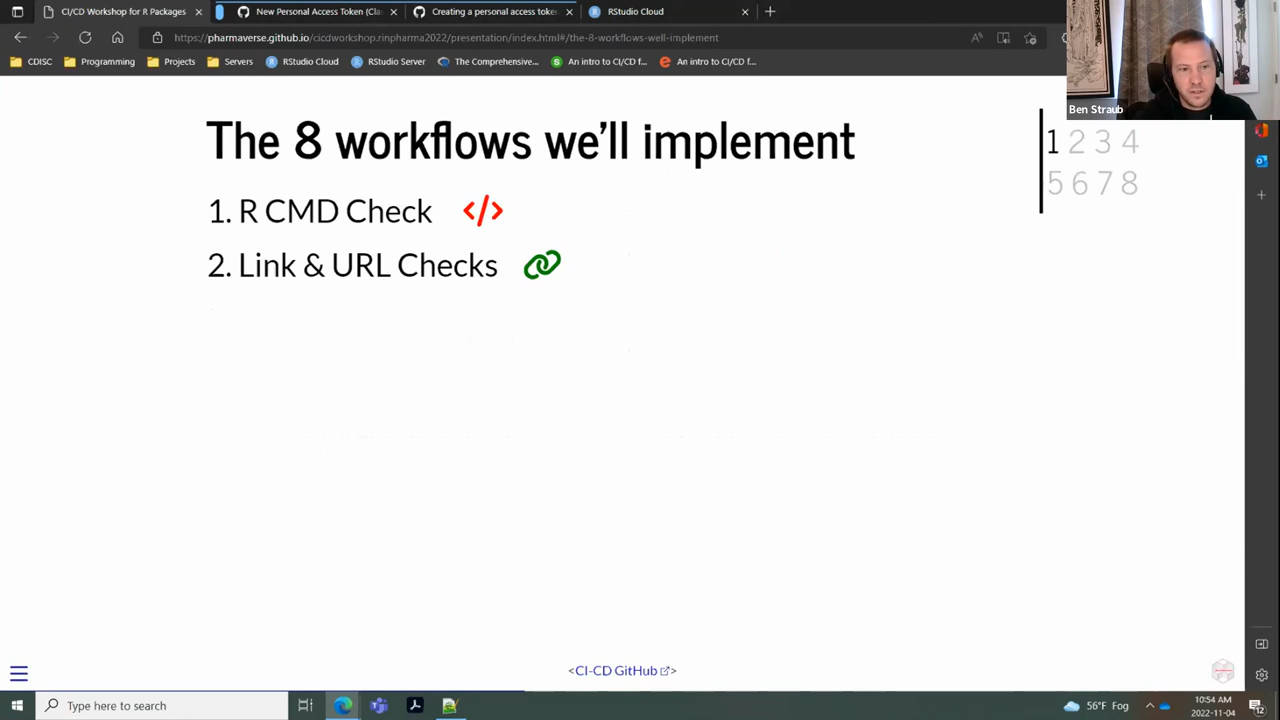 CI/CD Workshop for R Packages
New Personal Access Token (Cla
Creating a personal access toke
RStudio Cloud
https://pharmaverse.github.io/cicdworkshop.rinpharma2022/presentation/index.html#/the-8-workflows-well-implement
CDISC
Programming
Projects
Servers
RStudio Cloud
RStudio Server
The Comprehensive...
An intro to CI/CD f...
An intro to CI/CD f...
Ben Straub
The 8 workflows we'll implement
1 2 3 4
5 6 7 8
1. R CMD Check </>
2. Link & URL Checks
<CI-CD GitHub>
Type here to search
56°F Fog
10:54 AM
2022-11-04
12